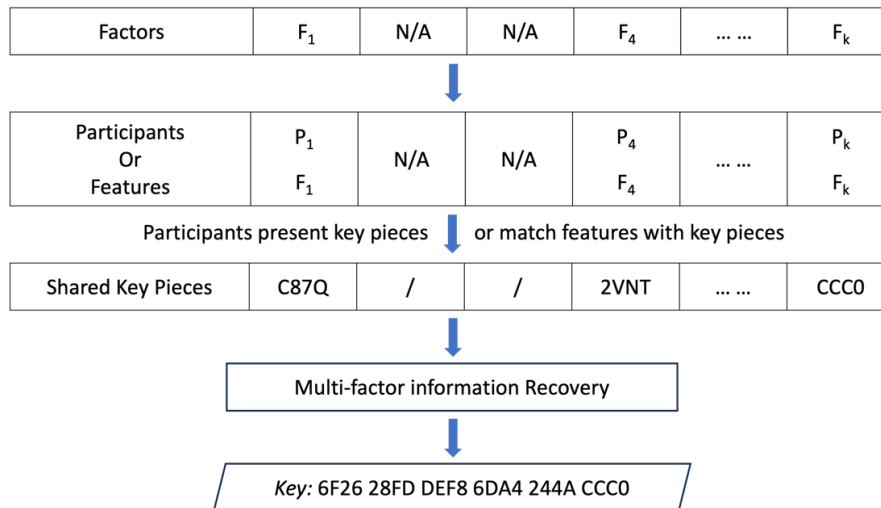 Factors F₁ N/A N/A F₄ ... ... Fₖ
Participants
Or
Features
P₁ N/A N/A P₄ ... ... Pₖ
F₁ F₄ Fₖ
Participants present key pieces or match features with key pieces
Shared Key Pieces C87Q / / 2VNT ... ... CCC0
Multi-factor information Recovery
Key: 6F26 28FD DEF8 6DA4 244A CCC0